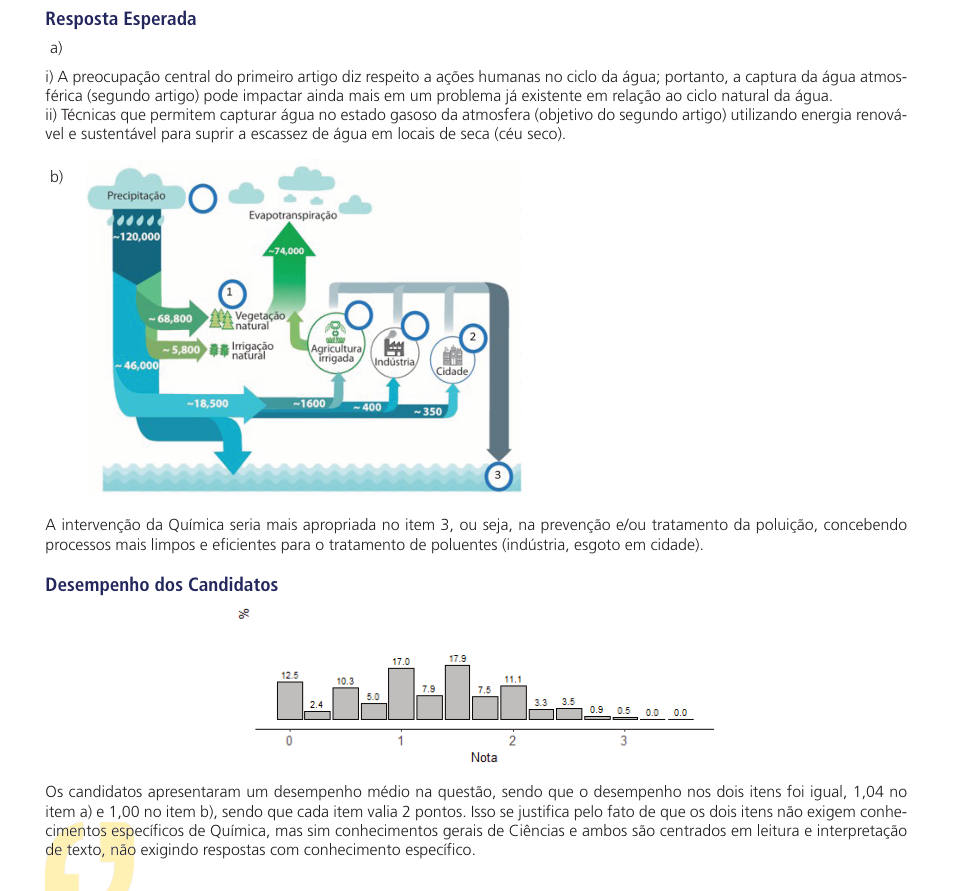 Resposta Esperada
a)
i) A preocupação central do primeiro artigo diz respeito a ações humanas no ciclo da água; portanto, a captura da água atmos-
férica (segundo artigo) pode impactar ainda mais em um problema já existente em relação ao ciclo natural da água.
ii) Técnicas que permitem capturar água no estado gasoso da atmosfera (objetivo do segundo artigo) utilizando energia renová-
vel e sustentável para suprir a escassez de água em locais de seca (céu seco).
b)
Precipitação
Evapotranspiração
~120,000
~74,000
1
~ 68,800
Vegetação
natural
2
~ 5,800
Irrigação
natural
Agricultura
irrigada
Indústria
Cidade
~ 46,000
~18,500
~1600
~ 400
~ 350
3
A intervenção da Química seria mais apropriada no item 3, ou seja, na prevenção e/ou tratamento da poluição, concebendo
processos mais limpos e eficientes para o tratamento de poluentes (indústria, esgoto em cidade).
Desempenho dos Candidatos
%
12.5 2.4 10.3 5.0 17.0 7.9 17.9 7.5 11.1 3.3 3.5 0.9 0.5 0.0 0.0
0 1 2 3
Nota
Os candidatos apresentaram um desempenho médio na questão, sendo que o desempenho nos dois itens foi igual, 1,04 no
item a) e 1,00 no item b), sendo que cada item valia 2 pontos. Isso se justifica pelo fato de que os dois itens não exigem conhe-
cimentos específicos de Química, mas sim conhecimentos gerais de Ciências e ambos são centrados em leitura e interpretação
de texto, não exigindo respostas com conhecimento específico.